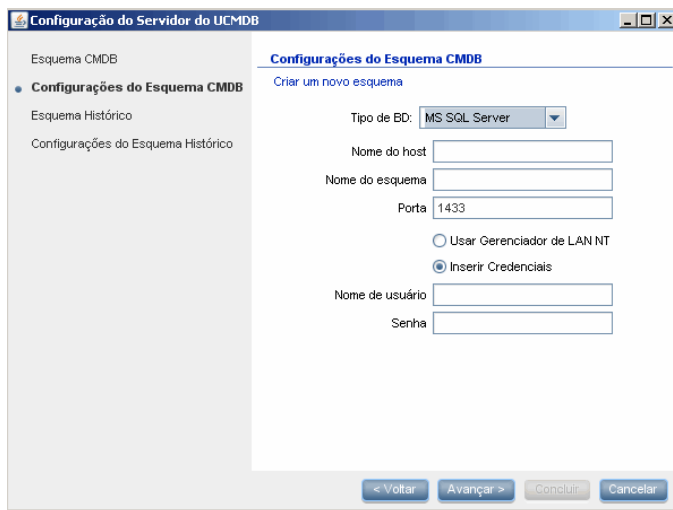 Configuração do Servidor do UCMDB
Esquema CMDB
Configurações do Esquema CMDB
Esquema Histórico
Configurações do Esquema Histórico
Configurações do Esquema CMDB
Criar um novo esquema
Tipo de BD: MS SQL Server
Nome do host
Nome do esquema
Porta 1433
Usar Gerenciador de LAN NT
Inserir Credenciais
Nome de usuário
Senha
< Voltar Avançar > Concluir Cancelar